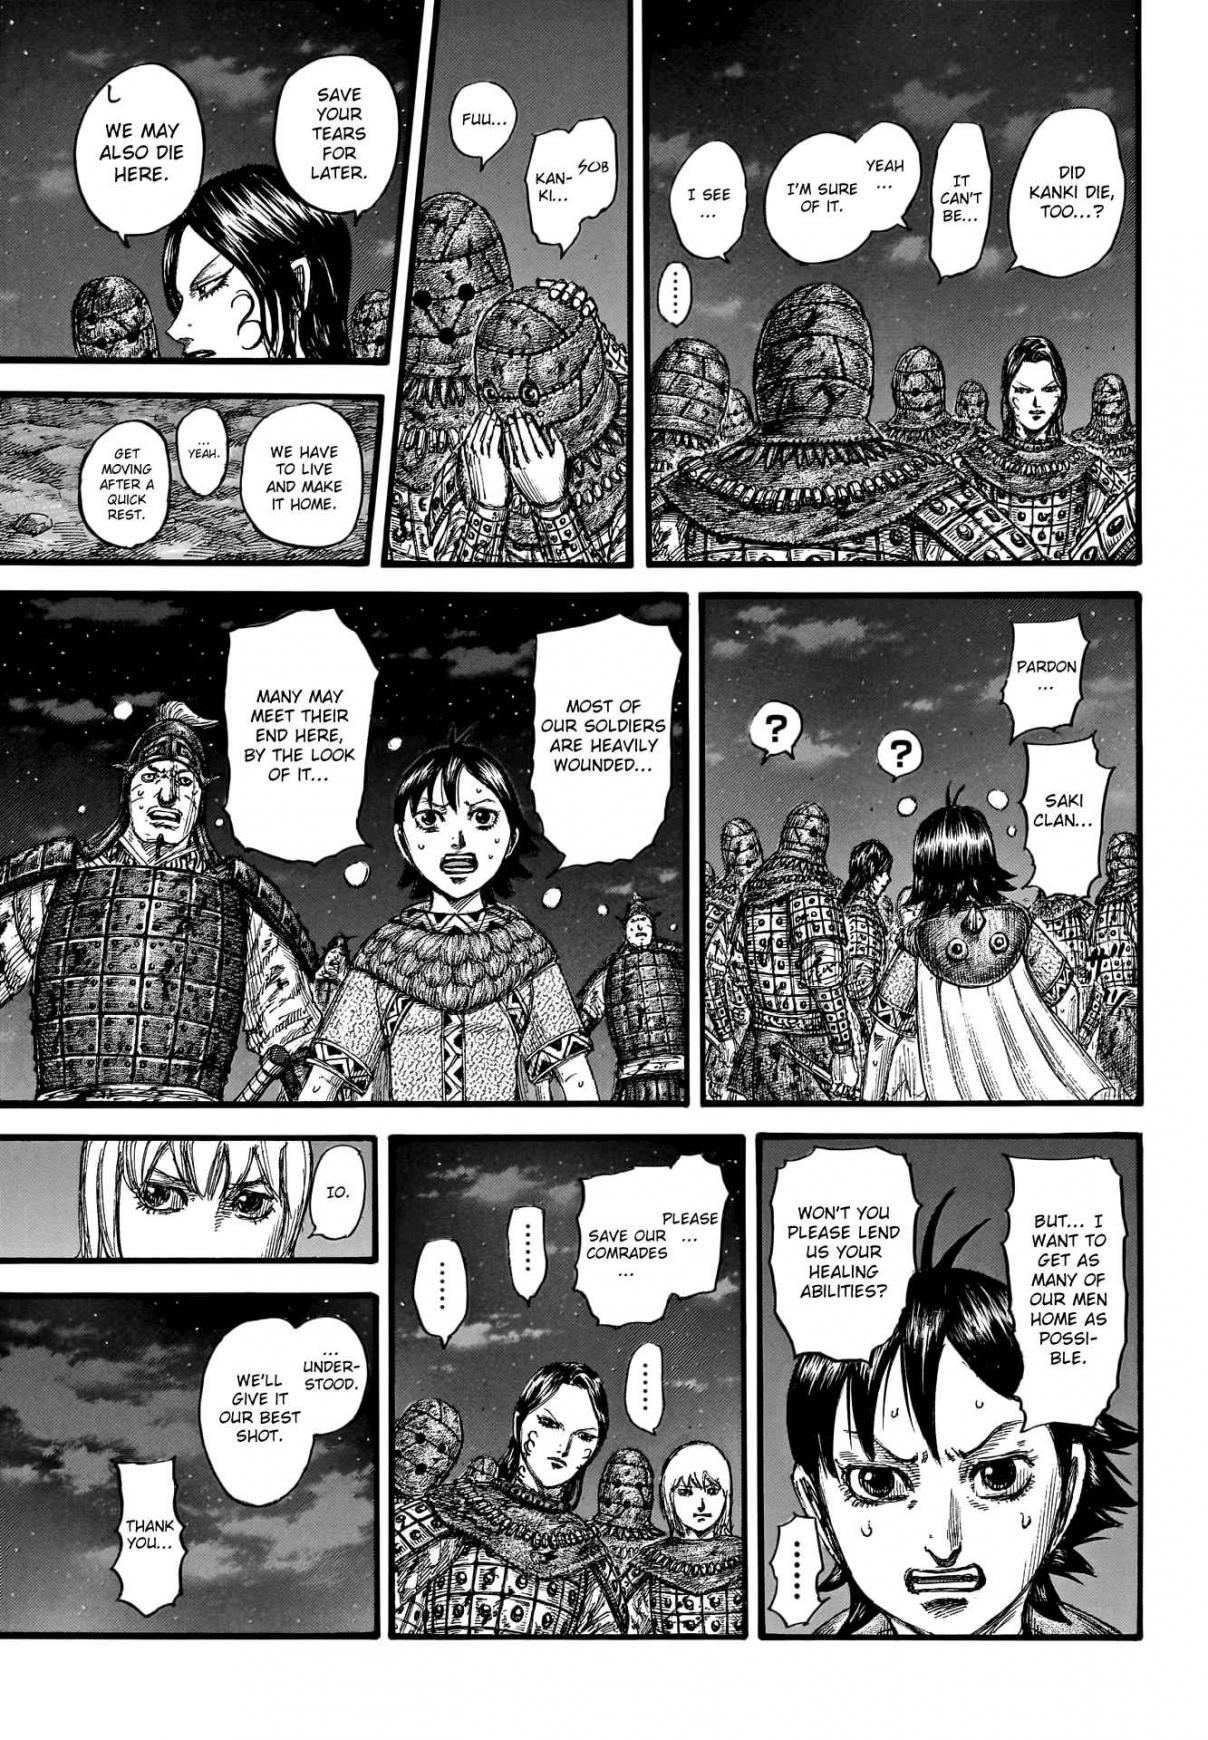 DID
KANKI DIE,
TOO...?
IT
CAN'T
BE...
YEAH
...
I'M SURE
OF IT.
I SEE
...
......
FUU...
SOB
KAN-
KI...
SAVE
YOUR
TEARS
FOR
LATER.
し
WE MAY
ALSO DIE
HERE.
WE HAVE
TO LIVE
AND MAKE
IT HOME.
...
YEAH.
GET
MOVING
AFTER A
QUICK
REST.
PARDON
...
SAKI
CLAN...
?
?
MOST OF
OUR SOLDIERS
ARE HEAVILY
WOUNDED...
MANY MAY
MEET THEIR
END HERE,
BY THE LOOK
OF IT...
BUT... I
WANT TO
GET AS
MANY OF
OUR MEN
HOME AS
POSSI-
BLE.
WON'T YOU
PLEASE LEND
US YOUR
HEALING
ABILITIES?
......
PLEASE
...
SAVE OUR
COMRADES
...
......
......
......
IO.
...
UNDER-
STOOD.
WE'LL
GIVE IT
OUR BEST
SHOT.
THANK
YOU...